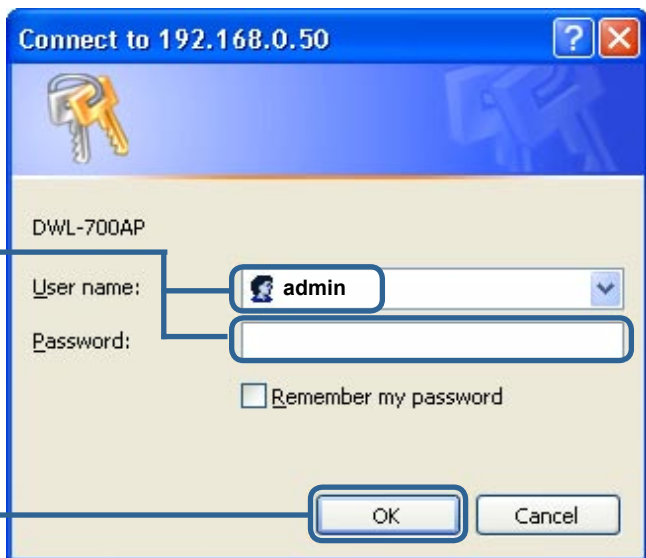 Connect to 192.168.0.50
?
DWL-700AP
User name:
admin
Password:
Remember my password
OK
Cancel